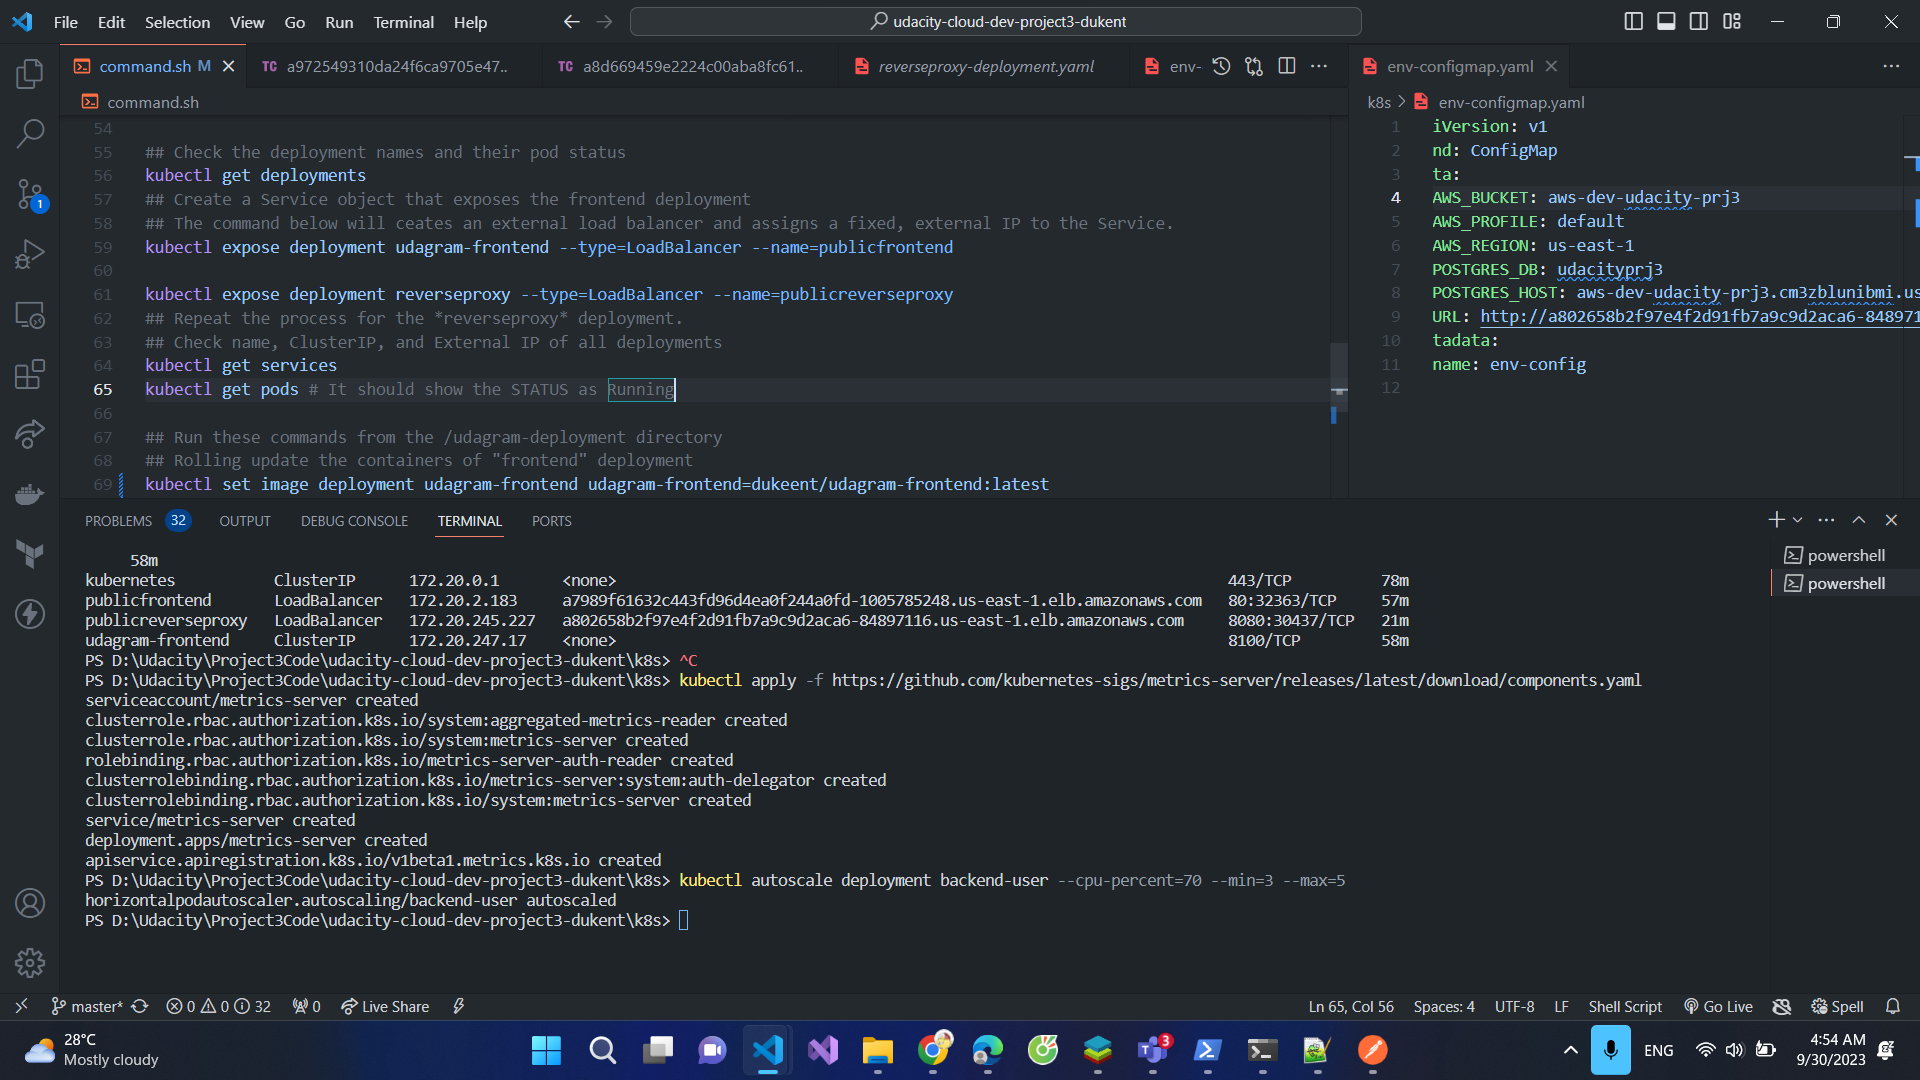 File Edit Selection View Go Run Terminal Help
udacity-cloud-dev-project3-dukent
command.sh M
a972549310da24f6ca9705e47..
a8d669459e2224c00aba8fc61..
reverseproxy-deployment.yaml
env-
env-configmap.yaml
command.sh
54
55 ## Check the deployment names and their pod status
56 kubectl get deployments
57 ## Create a Service object that exposes the frontend deployment
58 ## The command below will ceates an external load balancer and assigns a fixed, external IP to the Service.
59 kubectl expose deployment udagram-frontend --type=LoadBalancer --name=publicfrontend
60
61 kubectl expose deployment reverseproxy --type=LoadBalancer --name=publicreverseproxy
62 ## Repeat the process for the *reverseproxy* deployment.
63 ## Check name, ClusterIP, and External IP of all deployments
64 kubectl get services
65 kubectl get pods # It should show the STATUS as Running
66
67 ## Run these commands from the /udagram-deployment directory
68 ## Rolling update the containers of "frontend" deployment
69 kubectl set image deployment udagram-frontend udagram-frontend=dukeent/udagram-frontend:latest
k8s > env-configmap.yaml
1 iVersion: v1
2 nd: ConfigMap
3 ta:
4 AWS_BUCKET: aws-dev-udacity-prj3
5 AWS_PROFILE: default
6 AWS_REGION: us-east-1
7 POSTGRES_DB: udacityprj3
8 POSTGRES_HOST: aws-dev-udacity-prj3.cm3zblunibmi.us
9 URL: http://a802658b2f97e4f2d91fb7a9c9d2aca6-848971
10 tadata:
11 name: env-config
12
PROBLEMS 32 OUTPUT DEBUG CONSOLE TERMINAL PORTS
powershell
powershell
58m
kubernetes ClusterIP 172.20.0.1 <none> 443/TCP 78m
publicfrontend LoadBalancer 172.20.2.183 a7989f61632c443fd96d4ea0f244a0fd-1005785248.us-east-1.elb.amazonaws.com 80:32363/TCP 57m
publicreverseproxy LoadBalancer 172.20.245.227 a802658b2f97e4f2d91fb7a9c9d2aca6-84897116.us-east-1.elb.amazonaws.com 8080:30437/TCP 21m
udagram-frontend ClusterIP 172.20.247.17 <none> 8100/TCP 58m
PS D:\Udacity\Project3Code\udacity-cloud-dev-project3-dukent\k8s> ^C
PS D:\Udacity\Project3Code\udacity-cloud-dev-project3-dukent\k8s> kubectl apply -f https://github.com/kubernetes-sigs/metrics-server/releases/latest/download/components.yaml
serviceaccount/metrics-server created
clusterrole.rbac.authorization.k8s.io/system:aggregated-metrics-reader created
clusterrole.rbac.authorization.k8s.io/system:metrics-server created
rolebinding.rbac.authorization.k8s.io/metrics-server-auth-reader created
clusterrolebinding.rbac.authorization.k8s.io/metrics-server:system:auth-delegator created
clusterrolebinding.rbac.authorization.k8s.io/system:metrics-server created
service/metrics-server created
deployment.apps/metrics-server created
apiservice.apiregistration.k8s.io/v1beta1.metrics.k8s.io created
PS D:\Udacity\Project3Code\udacity-cloud-dev-project3-dukent\k8s> kubectl autoscale deployment backend-user --cpu-percent=70 --min=3 --max=5
horizontalpodautoscaler.autoscaling/backend-user autoscaled
PS D:\Udacity\Project3Code\udacity-cloud-dev-project3-dukent\k8s>
master* 0 0 32 0 Live Share Ln 65, Col 56 Spaces: 4 UTF-8 LF Shell Script Go Live Spell
28°C
Mostly cloudy
ENG
4:54 AM
9/30/2023